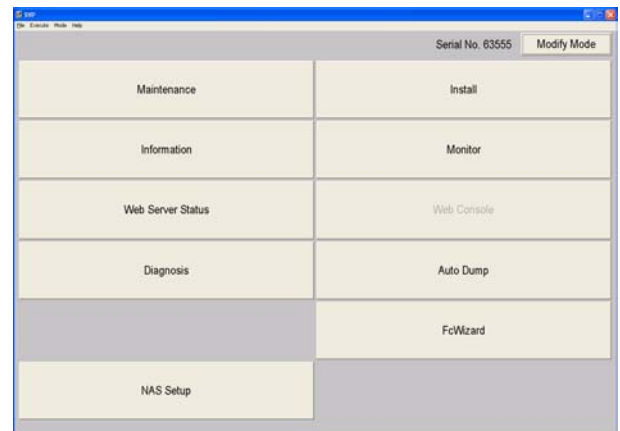 SVP
File Execute Mode Help
Serial No. 63555 Modify Mode
Maintenance Install
Information Monitor
Web Server Status Web Console
Diagnosis Auto Dump
FcWizard
NAS Setup